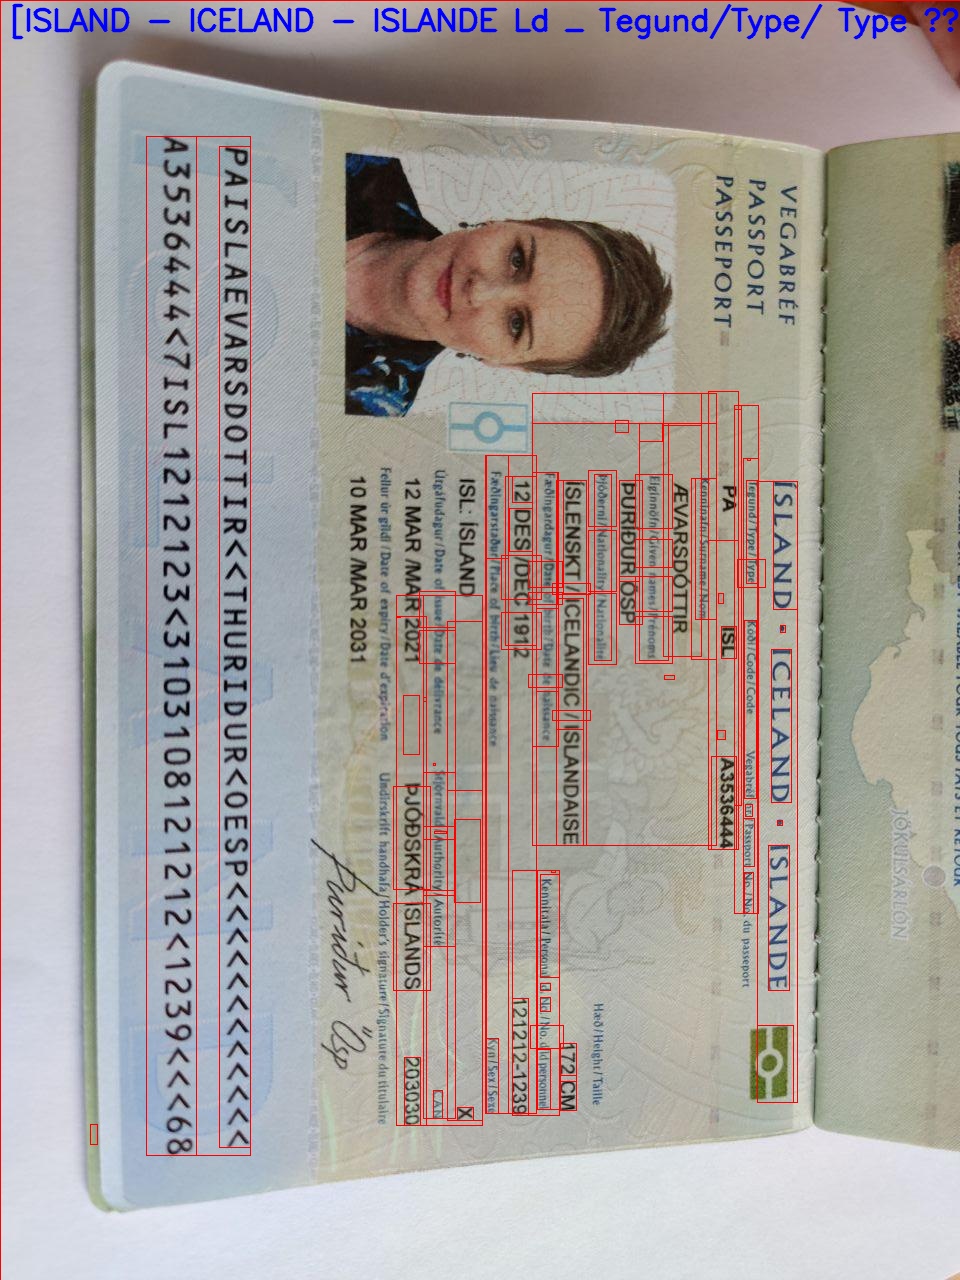 [ISLAND – ICELAND – ISLANDE Ld _ Tegund/Type/ Type ??
VEGABRÉF
PASSPORT
PASSEPORT
ÍSLAND · ICELAND · ISLANDE
Tegund/Type/Type Kóði/Code/Code Vegabréf nr./Passport No./No. du passeport
PA ISL A3536444
Kenninafn/Surname/Nom
ÆVARSDÓTTIR
Eiginnöfn/Given names/Prénoms
ÞURÍÐUR ÖSP
Þjóðerni/Nationality/Nationalité Hæð/Height/Taille
ÍSLENSKT/ICELANDIC/ISLANDAISE 172 CM
Fæðingardagur/Date of birth/Date de naissance Kennitala/Personal id. No./No. d'id personnel
12 DES/DEC 1912 121212-1239
Fæðingarstaður/Place of birth/Lieu de naissance Kyn/Sex/Sexe
ISL: ÍSLAND X
Útgáfudagur/Date of issue/Date de délivrance Stjórnvald/Authority/Autorité
12 MAR/MAR 2021 ÞJÓÐSKRÁ ÍSLANDS 203030
Fellur úr gildi/Date of expiry/Date d'expiration Undirskrift handhafa/Holder's signature/Signature du titulaire
10 MAR/MAR 2031 Þuríður Ösp
PAISLAEVARSDOTTIR<<THURIDUR<OESP<<<<<<<<<<<<
A3536444<7ISL1212123<3103108121212<1239<<<68
JÖKULSÁRLÓN